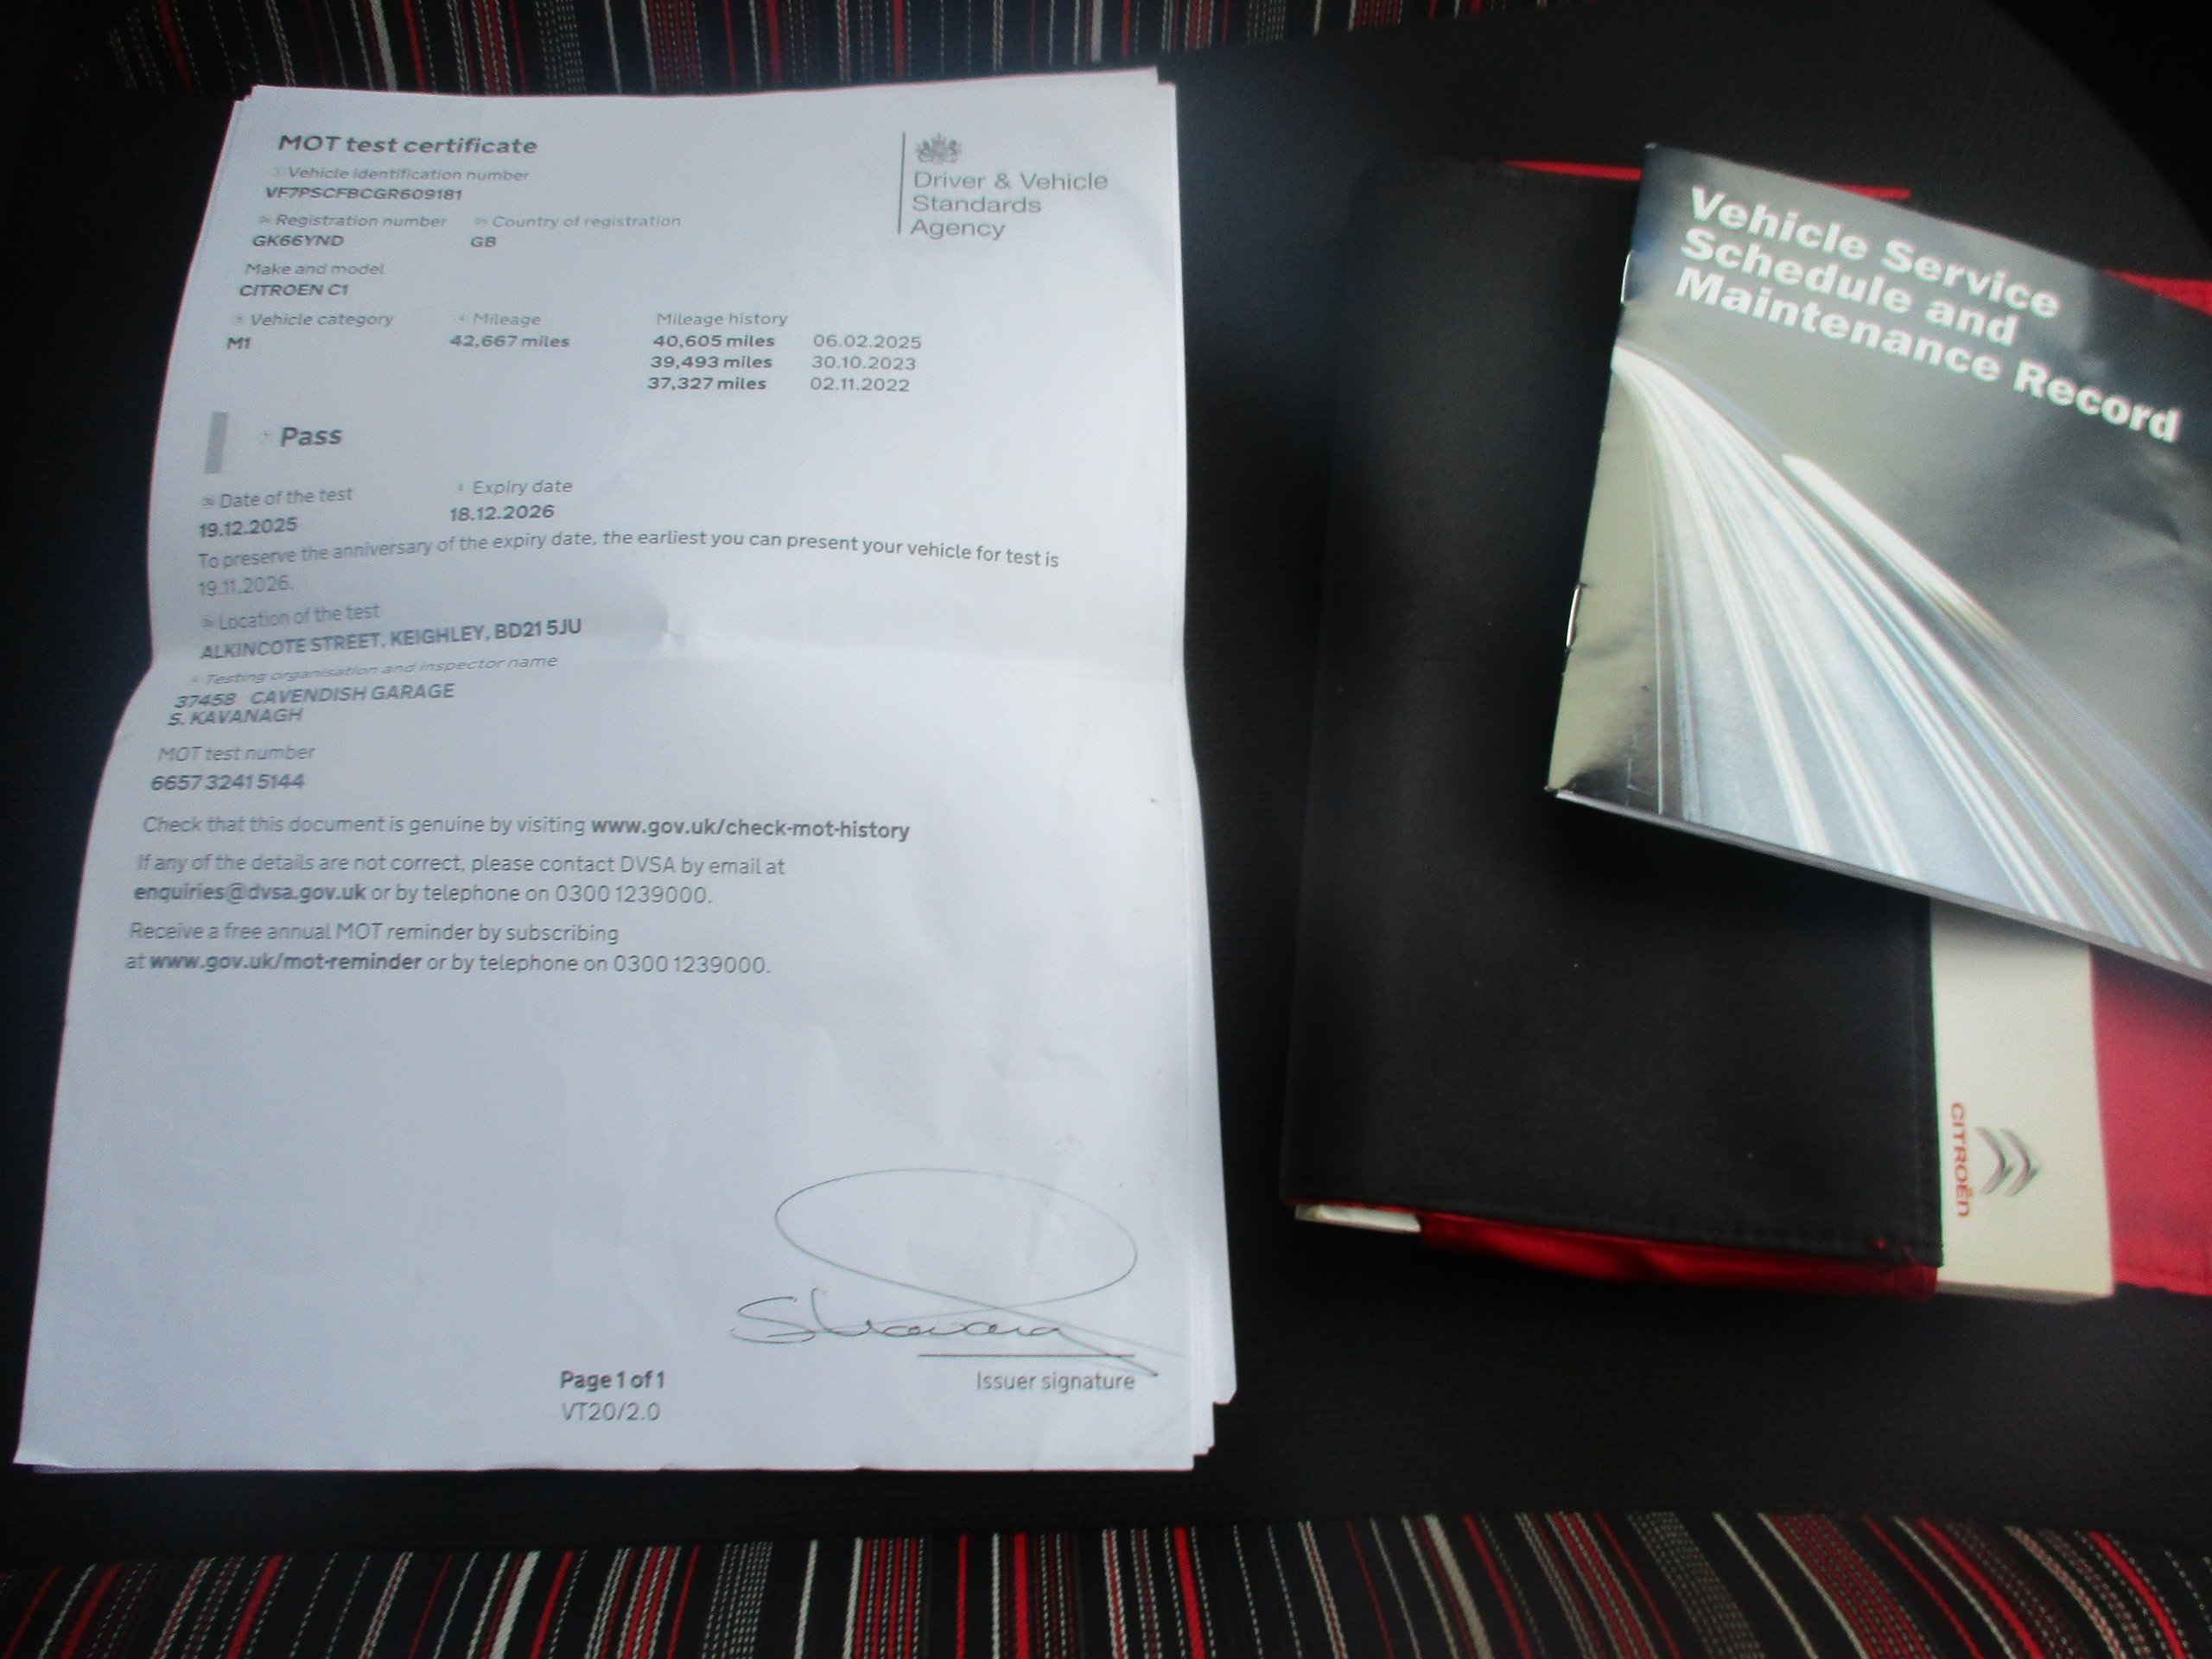 MOT test certificate
Vehicle identification number
VF7PSCFBCGR609181
Registration number Country of registration
GK66YND GB
Make and model
CITROEN C1
Vehicle category Mileage Mileage history
M1 42,667 miles 40,605 miles 06.02.2025
39,493 miles 30.10.2023
37,327 miles 02.11.2022
Pass
Date of the test Expiry date
19.12.2025 18.12.2026
To preserve the anniversary of the expiry date, the earliest you can present your vehicle for test is
19.11.2026.
Location of the test
ALKINCOTE STREET, KEIGHLEY, BD21 5JU
Testing organisation and inspector name
37458 CAVENDISH GARAGE
S. KAVANAGH
MOT test number
6657 3241 5144
Check that this document is genuine by visiting www.gov.uk/check-mot-history
If any of the details are not correct, please contact DVSA by email at
enquiries@dvsa.gov.uk or by telephone on 0300 1239000.
Receive a free annual MOT reminder by subscribing
at www.gov.uk/mot-reminder or by telephone on 0300 1239000.
Page 1 of 1
VT20/2.0
Issuer signature
Driver & Vehicle
Standards
Agency
Vehicle Service
Schedule and
Maintenance Record
CITROËN